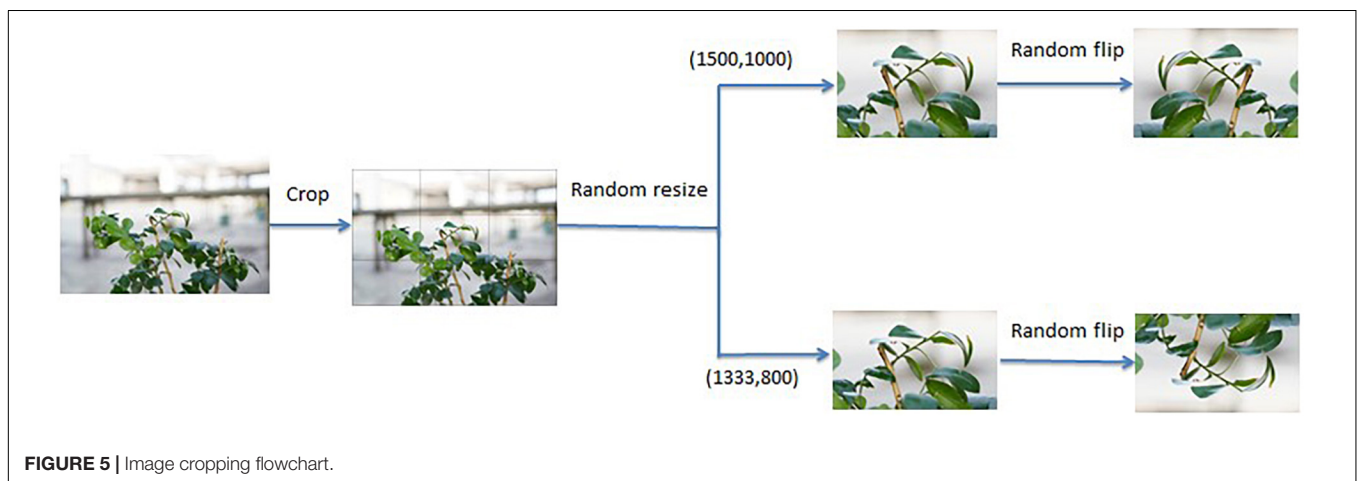 (1500,1000)
Random flip
Crop
Random resize
(1333,800)
Random flip
FIGURE 5 | Image cropping flowchart.